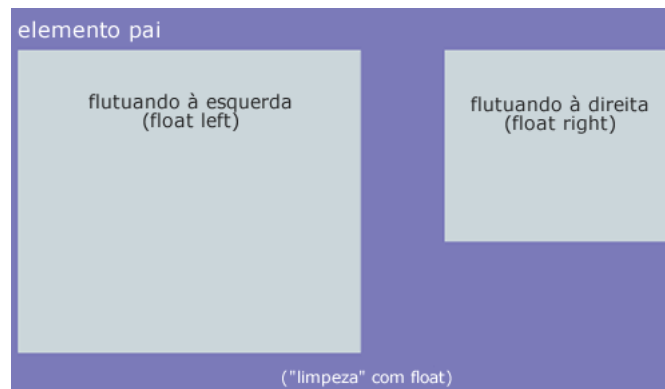 elemento pai
flutuando à esquerda
(float left)
flutuando à direita
(float right)
("limpeza" com float)